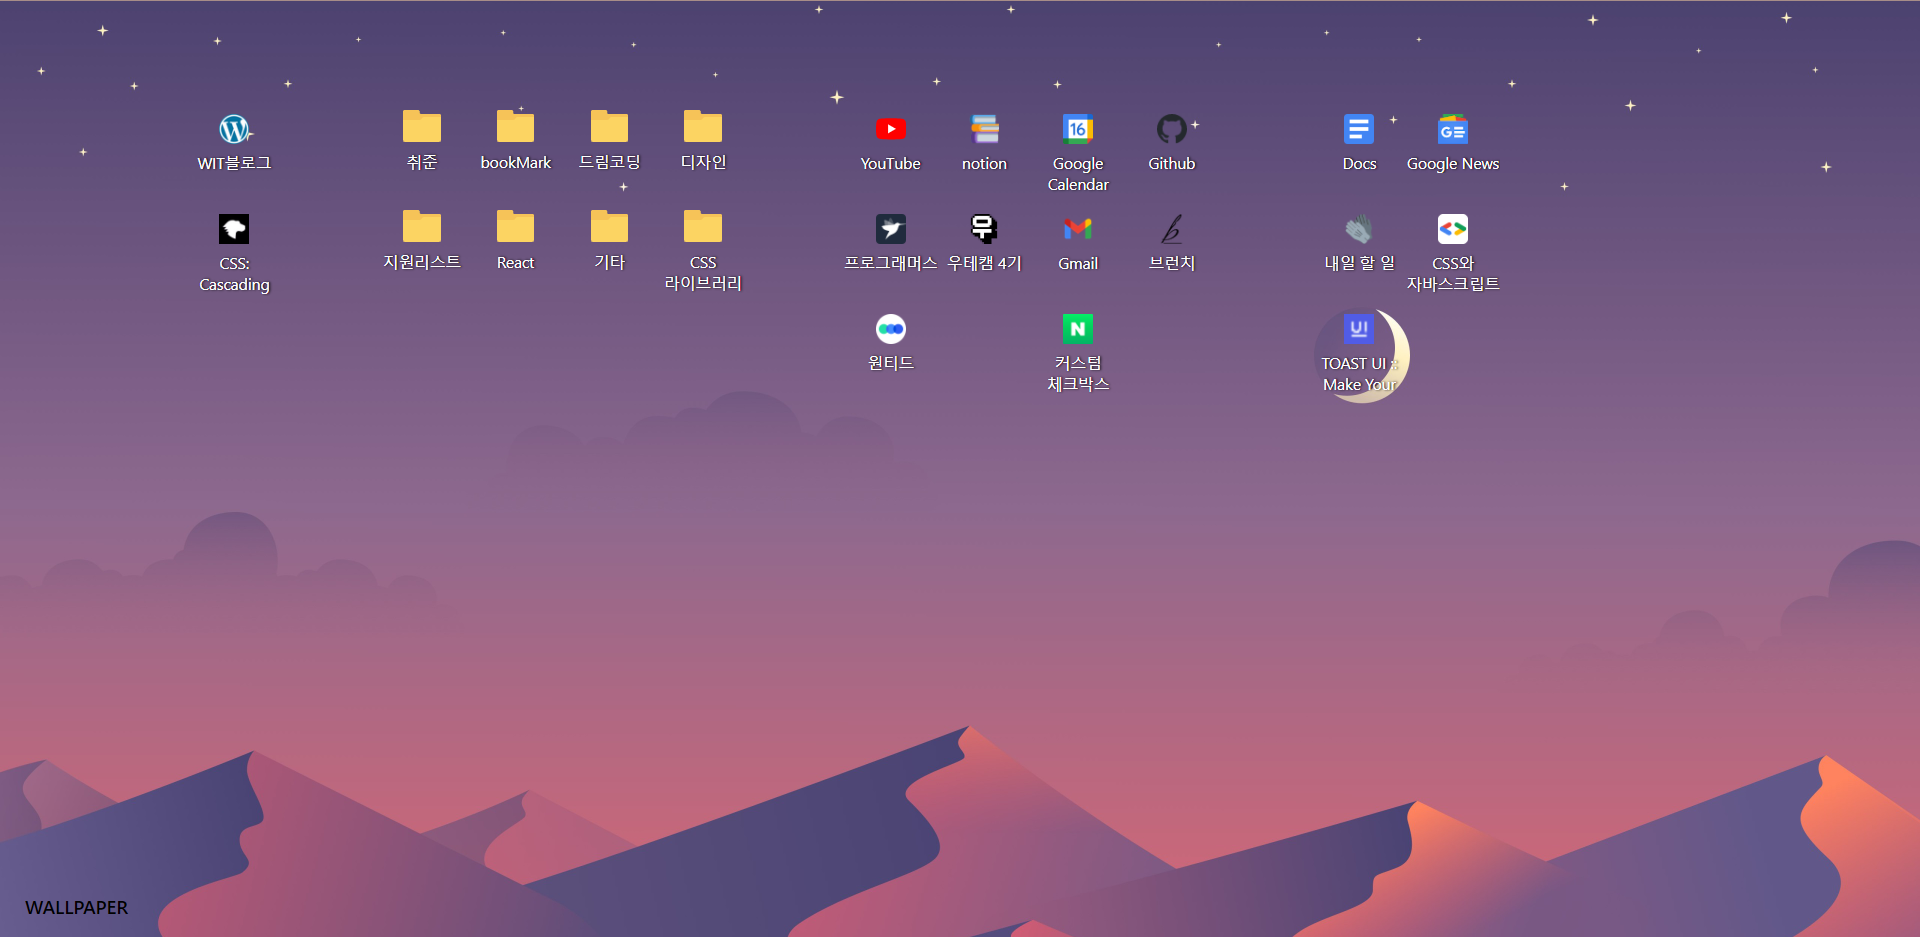 WIT블로그
취준
bookMark
드림코딩
디자인
YouTube
notion
16
Google
Calendar
Github
Docs
GE
Google News
CSS:
Cascading
지원리스트
React
기타
CSS
라이브러리
프로그래머스
우
우테캠 4기
Gmail
b
브런치
내일 할 일
CSS와
자바스크립트
원티드
N
커스텀
체크박스
UI
TOAST UI :
Make Your
WALLPAPER